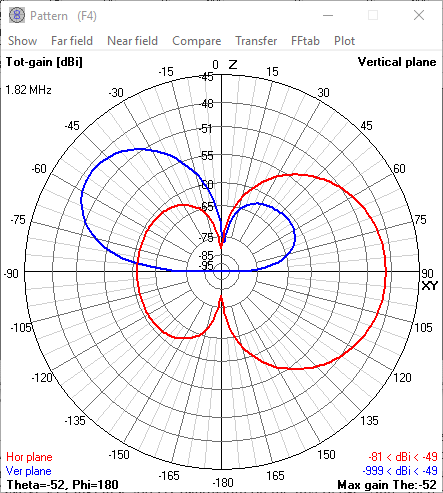 Pattern (F4)
Show Far field Near field Compare Transfer FFtab Plot
Tot-gain [dBi] 0 Z Vertical plane
-45
-15 15
1.82 MHz -30 -48 30
-45 -51 45
-60 -55 60
-65
-75 -75 75
-85
-95
-90 90
XY
-105 105
-120 120
-135 135
-150 150
-165 165
Hor plane -81 < dBi < -49
Ver plane -999 < dBi < -49
Theta=-52, Phi=180 -180 Max gain The:-52